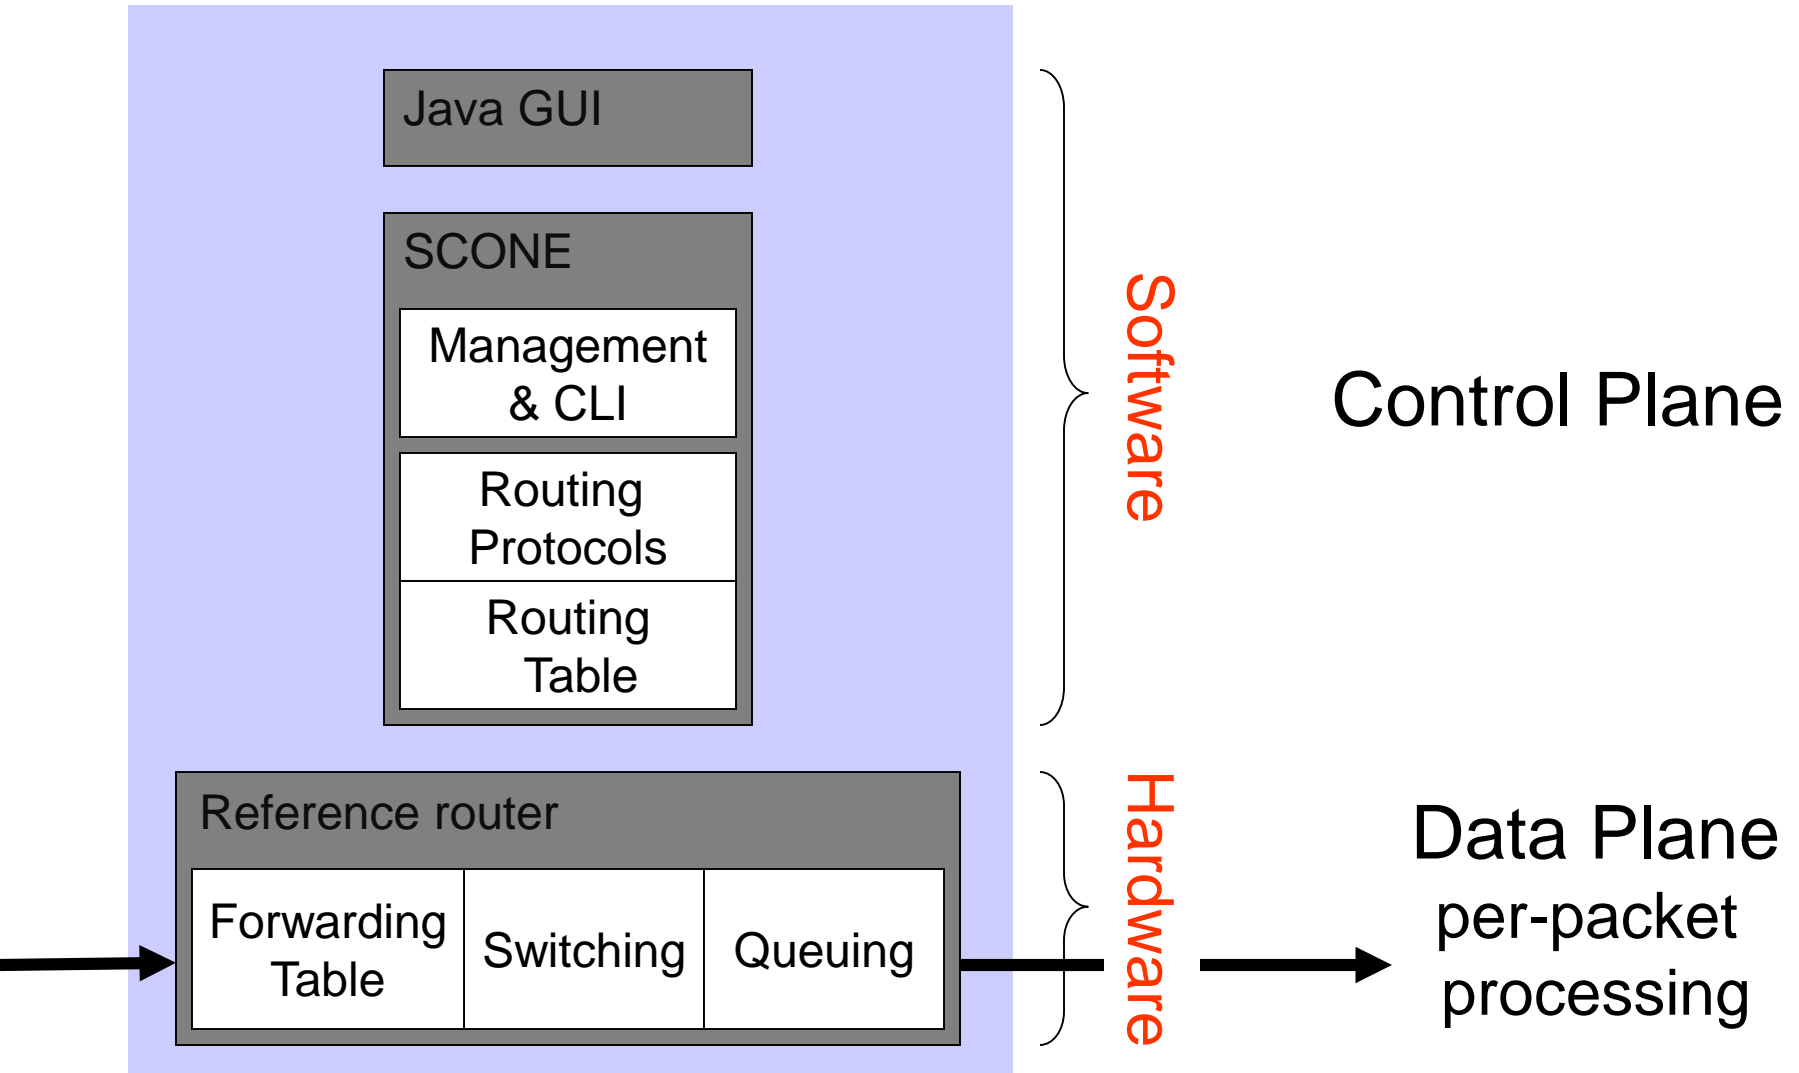 Java GUI
SCONE
Management
& CLI
Routing
Protocols
Routing
Table
Software
Control Plane
Reference router
Forwarding
Table
Switching
Queuing
Hardware
Data Plane
per-packet
processing